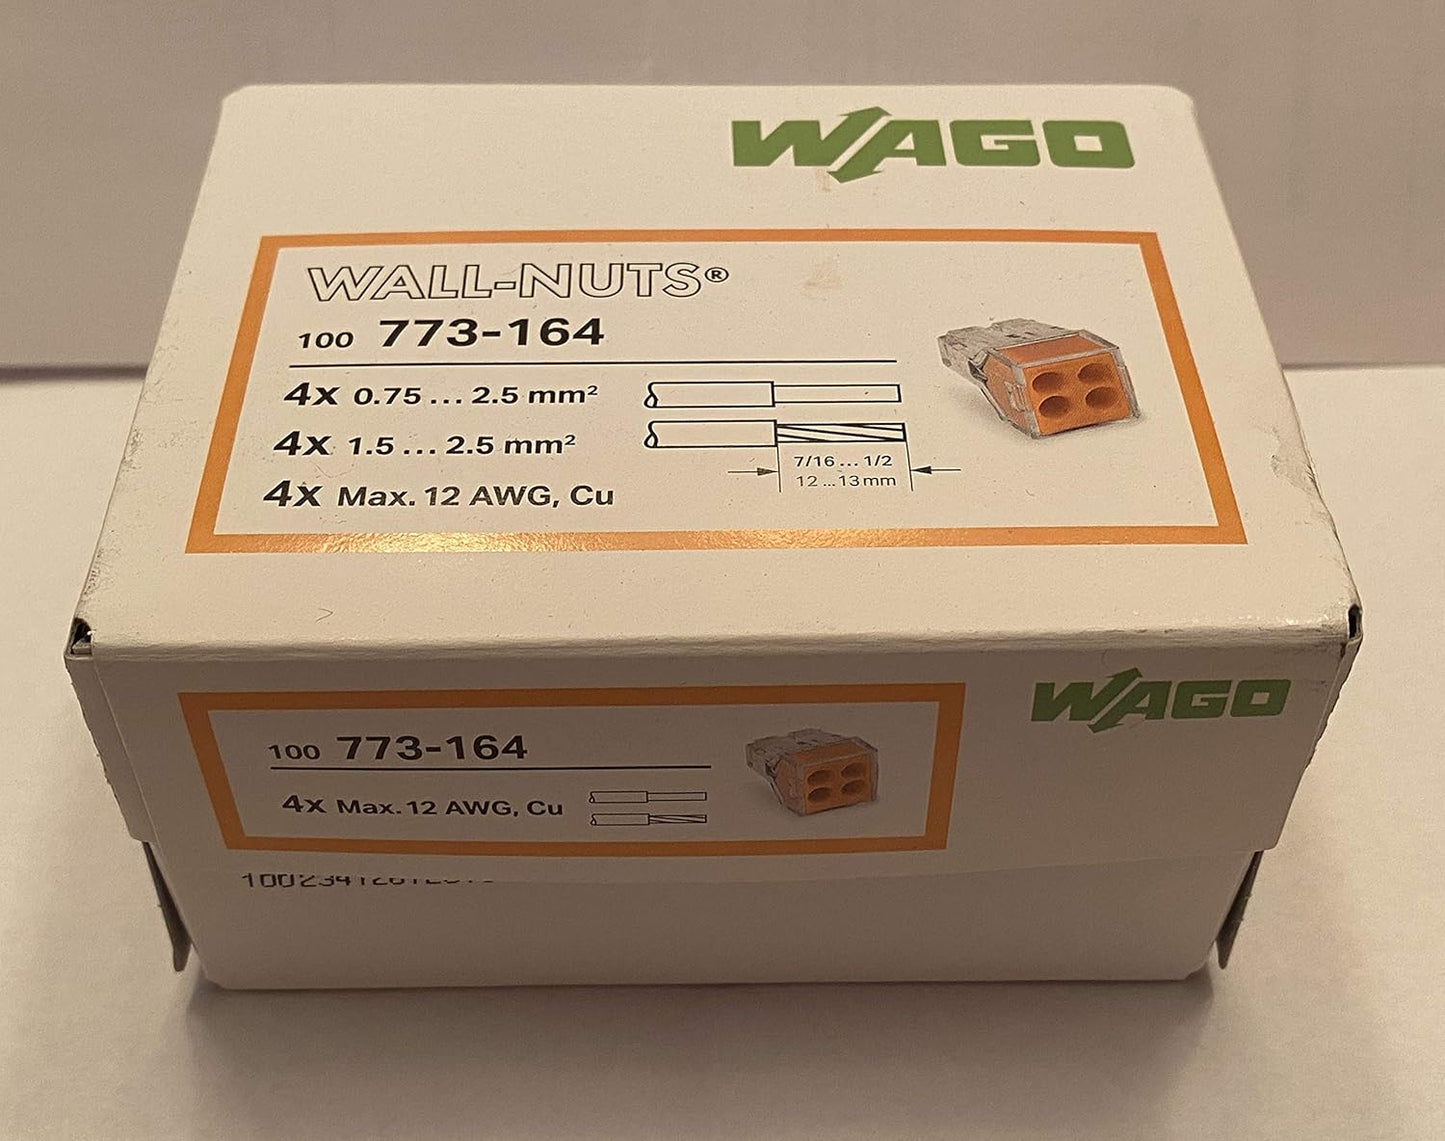 WAGO
WALL-NUTS®
100 773-164
4x 0.75 ... 2.5 mm²
4x 1.5 ... 2.5 mm²
4x Max. 12 AWG, Cu
7/16 ... 1/2
12 ... 13 mm
WAGO
100 773-164
4x Max. 12 AWG, Cu